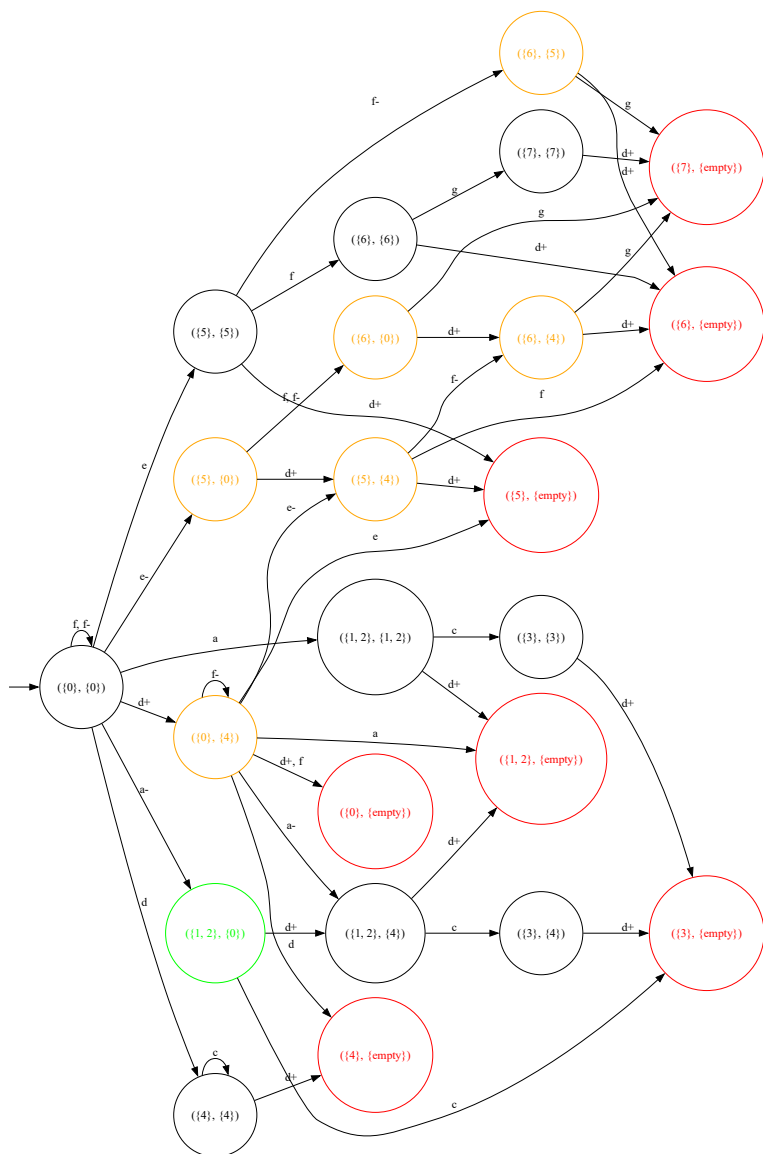 ({6}, {5})
f-
g
({7}, {7})
d+
({7}, {empty})
d+
g
({6}, {6})
g
d+
g
f
({5}, {5})
({6}, {0})
d+
({6}, {4})
d+
({6}, {empty})
f-
f, f-
d+
f
e
({5}, {0})
d+
({5}, {4})
d+
({5}, {empty})
e-
e
e-
f, f-
a
({1, 2}, {1, 2})
c
({3}, {3})
f-
d+
({0}, {0})
d+
d+
({0}, {4})
a
({1, 2}, {empty})
d+, f
a-
({0}, {empty})
a-
d+
d
({1, 2}, {0})
d+
d
({1, 2}, {4})
c
({3}, {4})
d+
({3}, {empty})
c
({4}, {empty})
d+
({4}, {4})
c